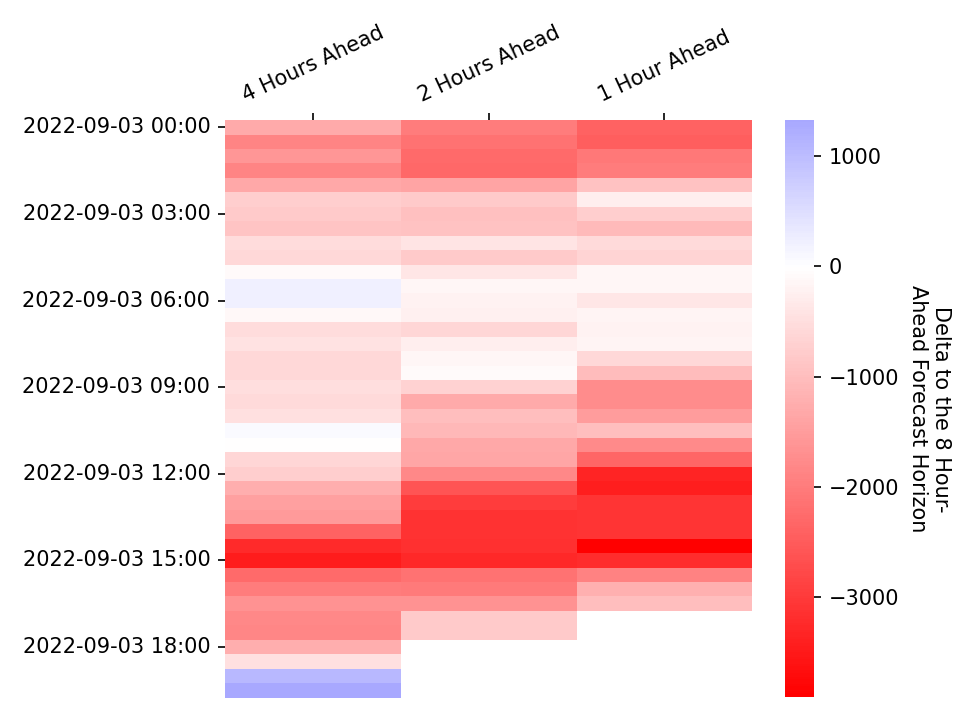 4 Hours Ahead
2 Hours Ahead
1 Hour Ahead
2022-09-03 00:00
2022-09-03 03:00
2022-09-03 06:00
2022-09-03 09:00
2022-09-03 12:00
2022-09-03 15:00
2022-09-03 18:00
1000
0
−1000
−2000
−3000
Delta to the 8 Hour-
Ahead Forecast Horizon